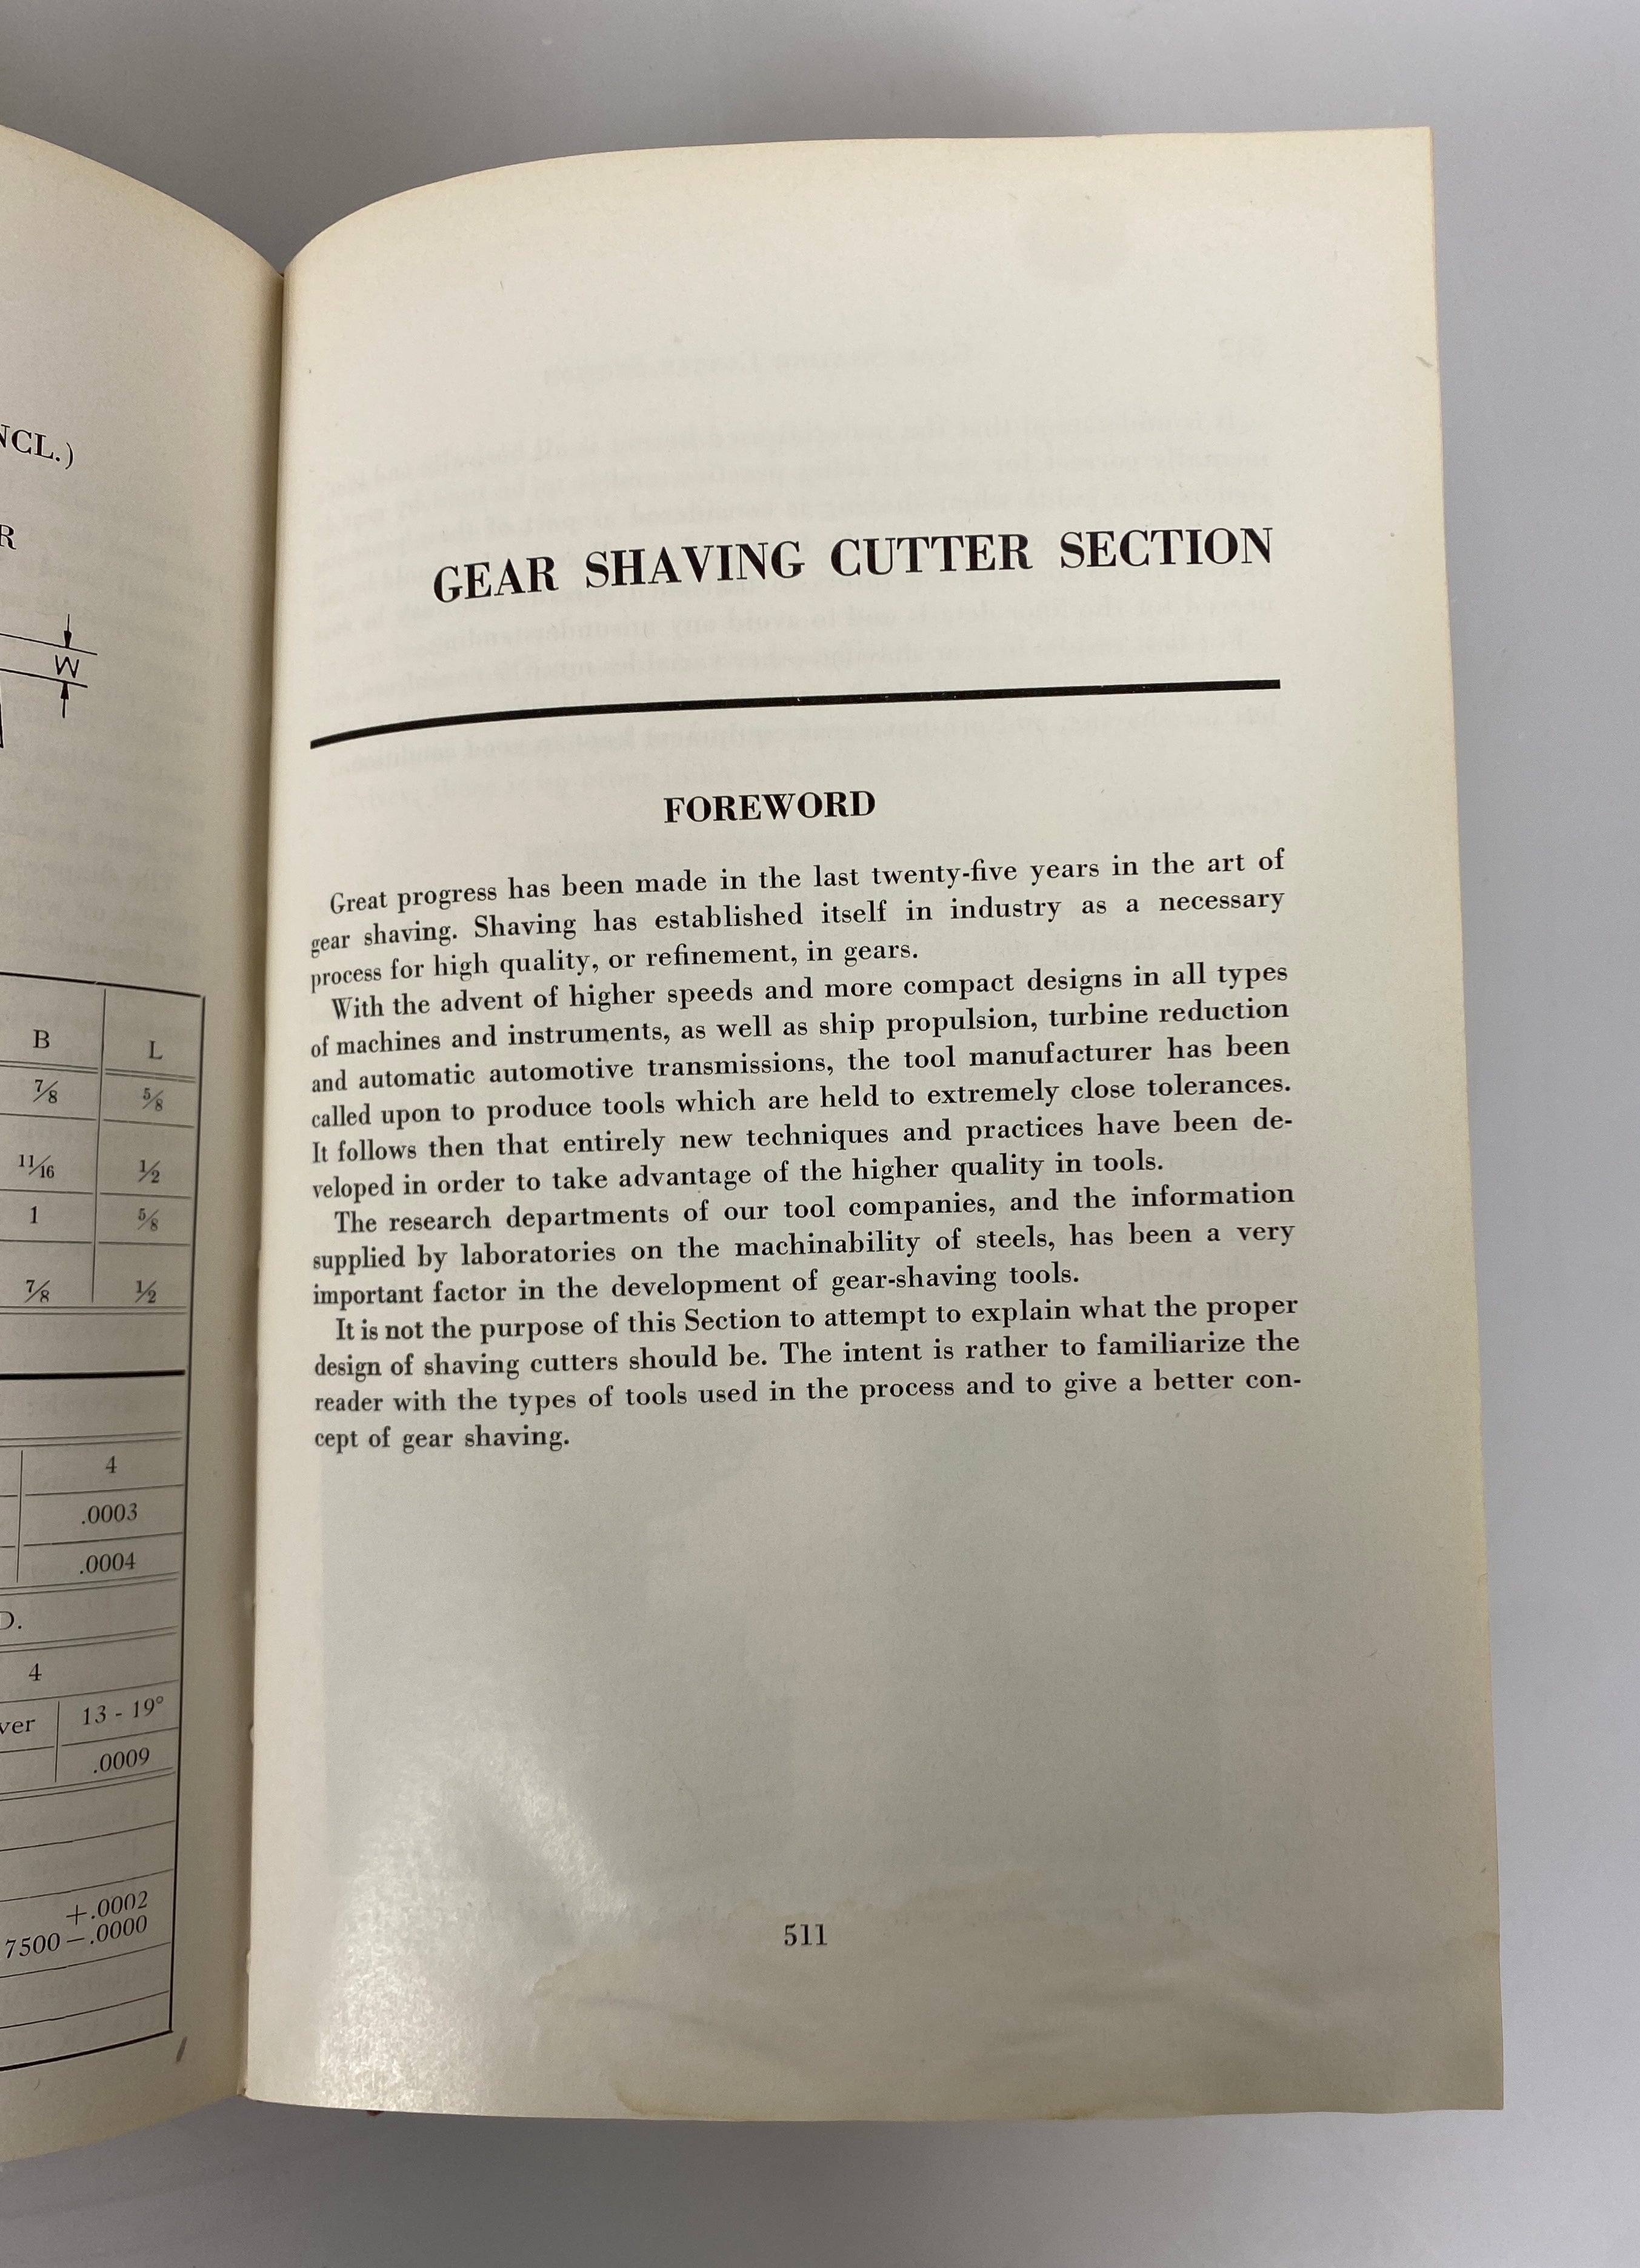 NCL.)
R
W
B L
7/8 5/8
11/16 1/2
1 5/8
7/8 1/2
4
.0003
.0004
D.
4
ver 13 - 19°
.0009
+.0002
7500 -.0000
GEAR SHAVING CUTTER SECTION
FOREWORD
Great progress has been made in the last twenty-five years in the art of
gear shaving. Shaving has established itself in industry as a necessary
process for high quality, or refinement, in gears.
With the advent of higher speeds and more compact designs in all types
of machines and instruments, as well as ship propulsion, turbine reduction
and automatic automotive transmissions, the tool manufacturer has been
called upon to produce tools which are held to extremely close tolerances.
It follows then that entirely new techniques and practices have been de-
veloped in order to take advantage of the higher quality in tools.
The research departments of our tool companies, and the information
supplied by laboratories on the machinability of steels, has been a very
important factor in the development of gear-shaving tools.
It is not the purpose of this Section to attempt to explain what the proper
design of shaving cutters should be. The intent is rather to familiarize the
reader with the types of tools used in the process and to give a better con-
cept of gear shaving.
511